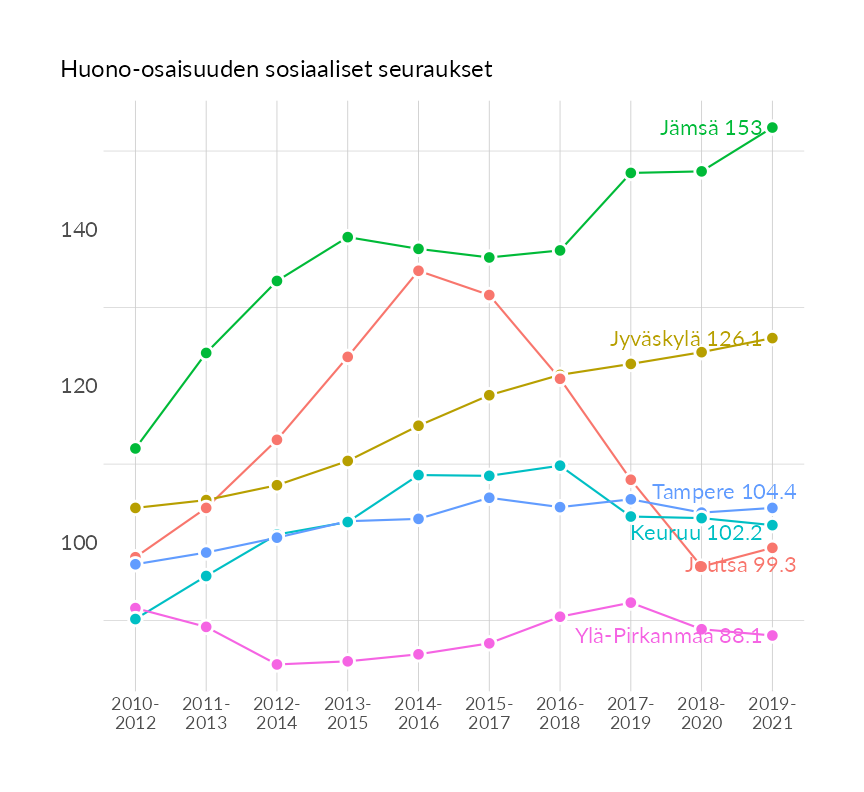 Huono-osaisuuden sosiaaliset seuraukset
Jämsä 153
140
Jyväskylä 126.1
120
Tampere 104.4
Keuruu 102.2
100
Joutsa 99.3
Ylä-Pirkanmaa 88.1
2010- 2011- 2012- 2013- 2014- 2015- 2016- 2017- 2018- 2019-
2012 2013 2014 2015 2016 2017 2018 2019 2020 2021